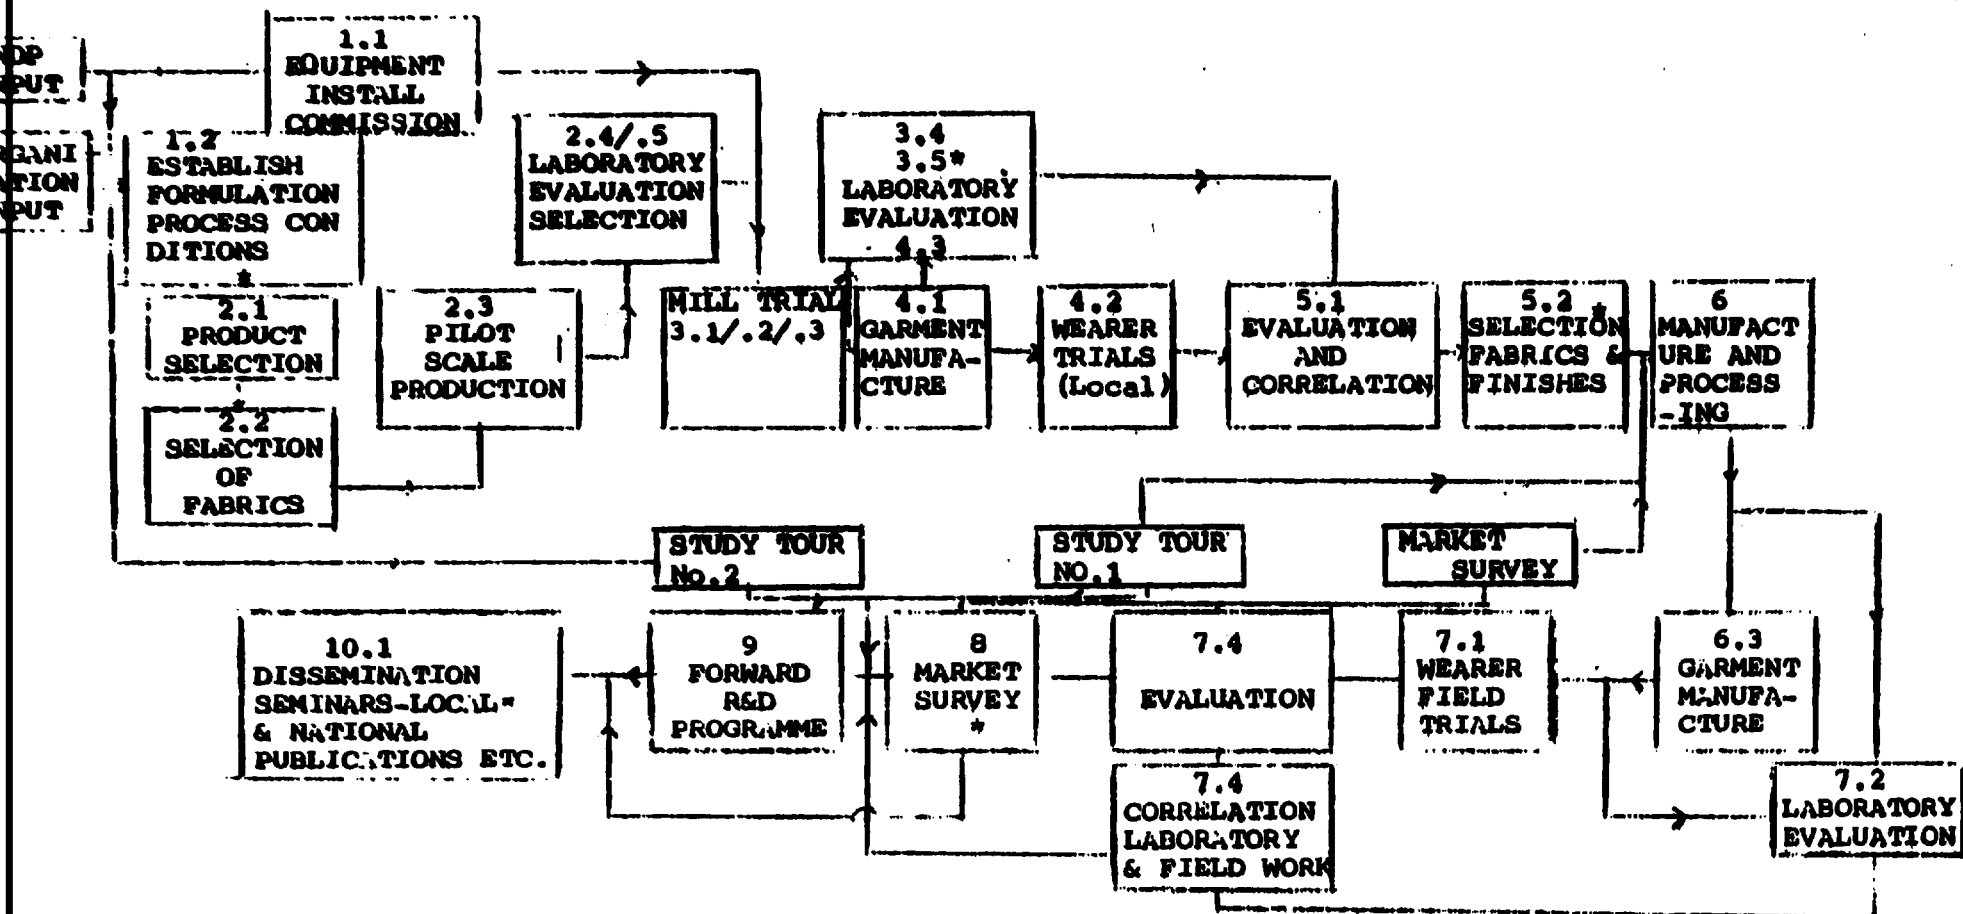 1.1
EQUIPMENT
INSTALL
COMMISSION
1.2
ESTABLISH
FORMULATION
PROCESS CON
DITIONS
*
2.1
PRODUCT
SELECTION
*
2.2
SELECTION
OF
FABRICS
2.3
PILOT
SCALE
PRODUCTION
2.4/.5
LABORATORY
EVALUATION
SELECTION
MILL TRIAL
3.1/.2/.3
3.4
3.5*
LABORATORY
EVALUATION
4.3
4.1
GARMENT
MANUFA-
CTURE
4.2
WEARER
TRIALS
(Local)
5.1
EVALUATION
AND
CORRELATION
5.2
*
SELECTION
FABRICS &
FINISHES
6
MANUFACT
URE AND
PROCESS
-ING
STUDY TOUR
No.2
STUDY TOUR
NO.1
MARKET
SURVEY
10.1
DISSEMINATION
SEMINARS-LOCAL*
& NATIONAL
PUBLICATIONS ETC.
9
FORWARD
R&D
PROGRAMME
8
MARKET
SURVEY
*
7.4
EVALUATION
7.1
WEARER
FIELD
TRIALS
6.3
GARMENT
MANUFA-
CTURE
7.4
CORRELATION
LABORATORY
& FIELD WORK
7.2
LABORATORY
EVALUATION